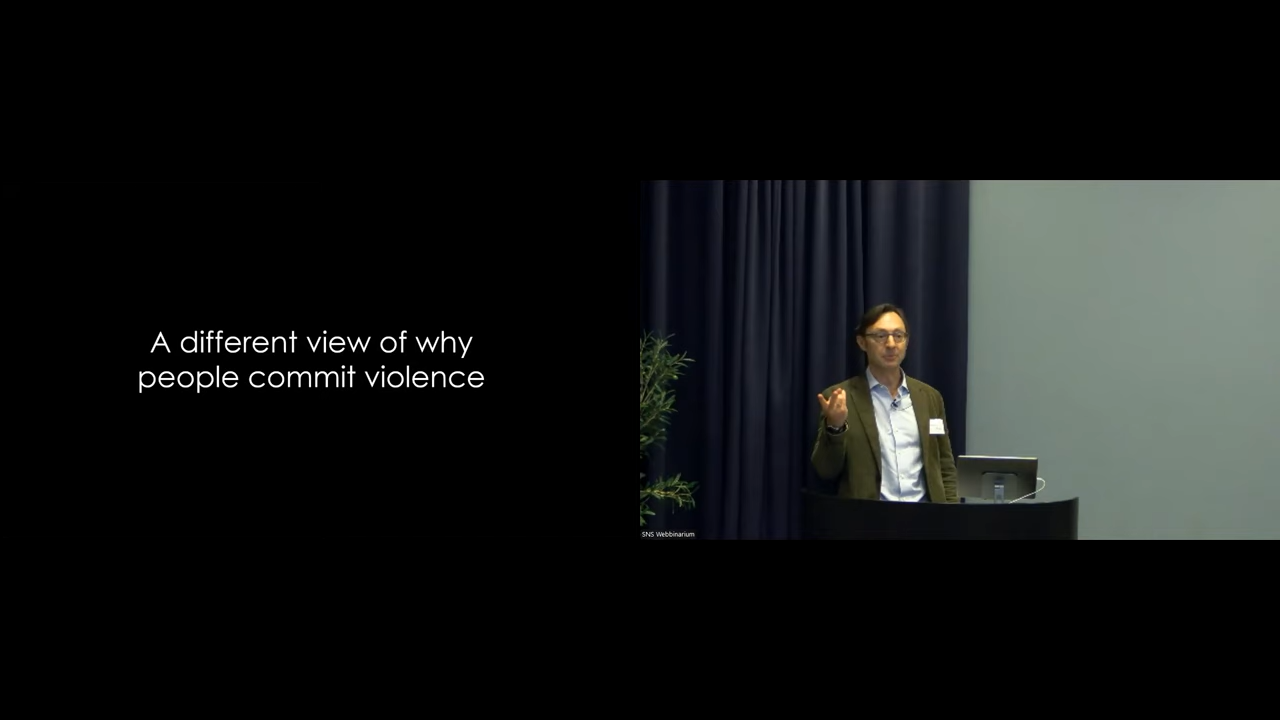 A different view of why
people commit violence
SNS Webbinarium